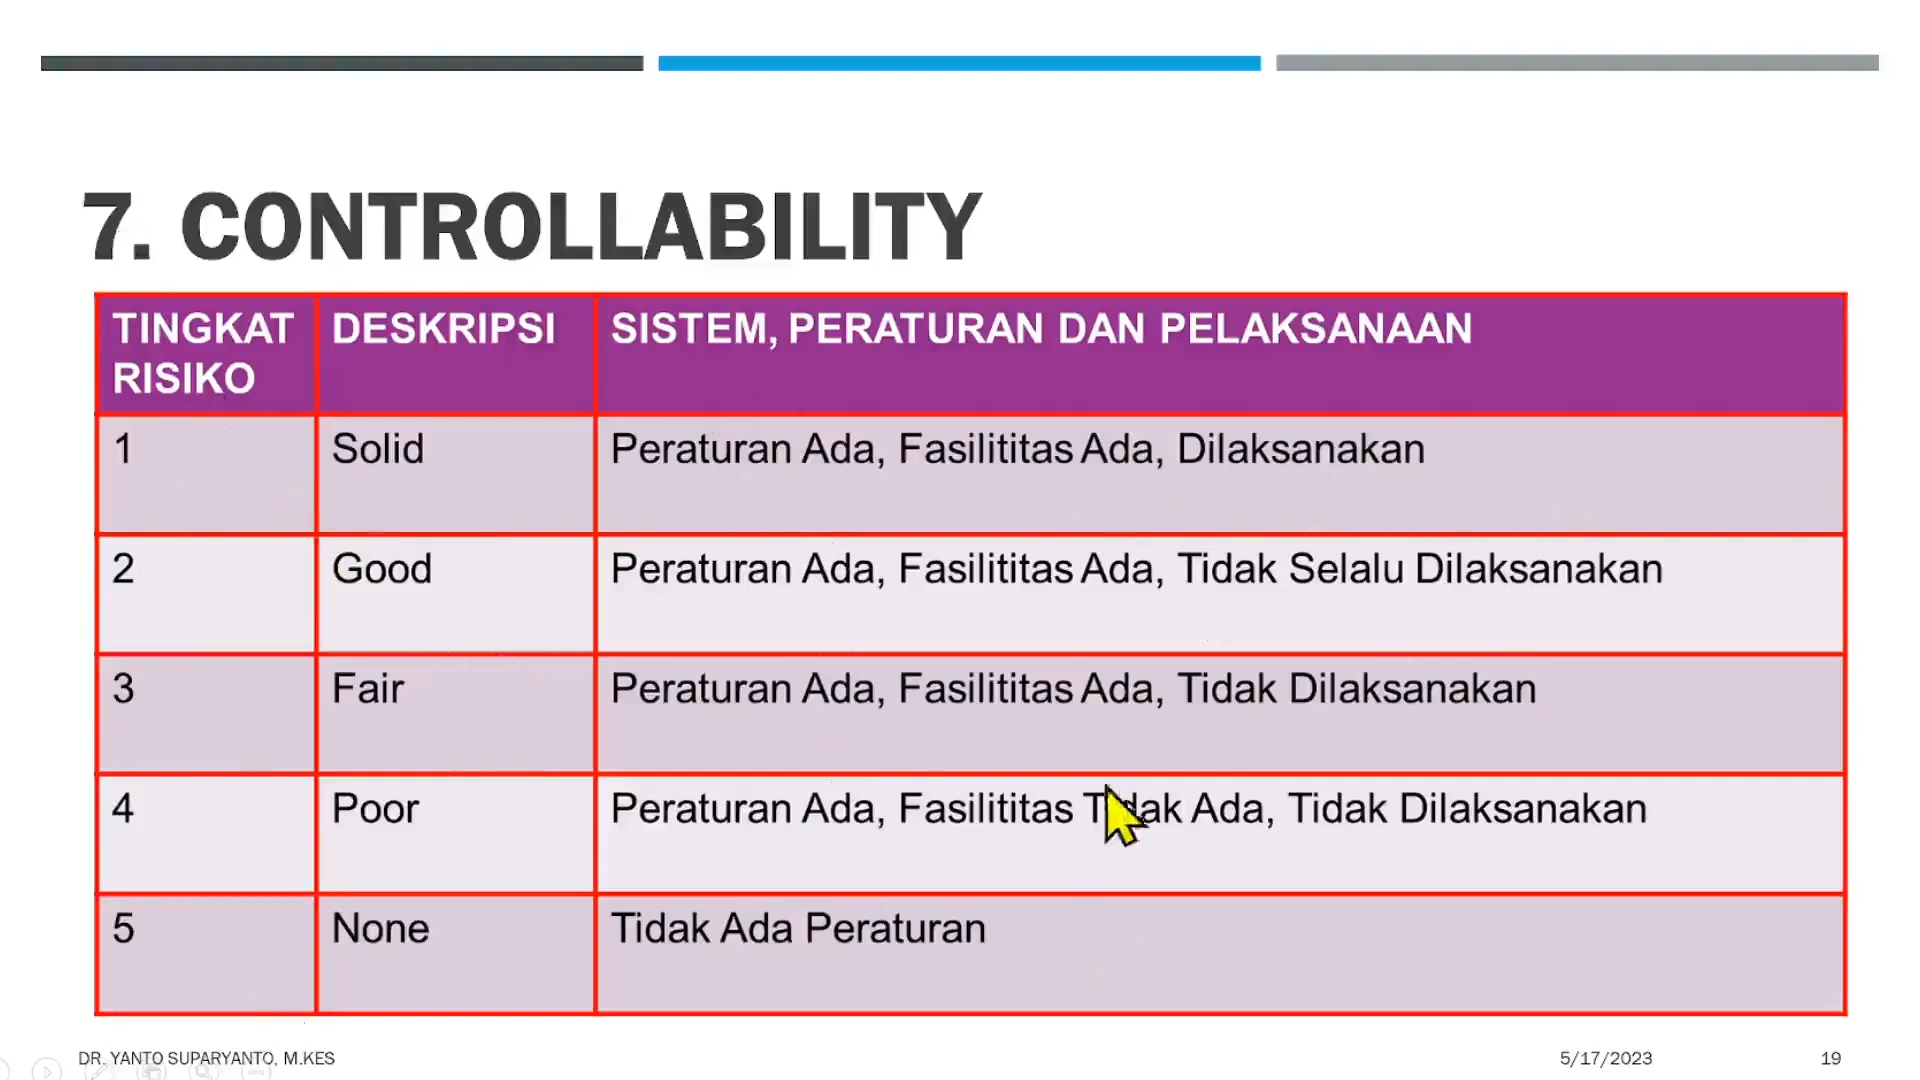 7. CONTROLLABILITY
TINGKAT RISIKO DESKRIPSI SISTEM, PERATURAN DAN PELAKSANAAN
1 Solid Peraturan Ada, Fasilititas Ada, Dilaksanakan
2 Good Peraturan Ada, Fasilititas Ada, Tidak Selalu Dilaksanakan
3 Fair Peraturan Ada, Fasilititas Ada, Tidak Dilaksanakan
4 Poor Peraturan Ada, Fasilititas Tidak Ada, Tidak Dilaksanakan
5 None Tidak Ada Peraturan
DR. YANTO SUPARYANTO, M.KES 5/17/2023 19